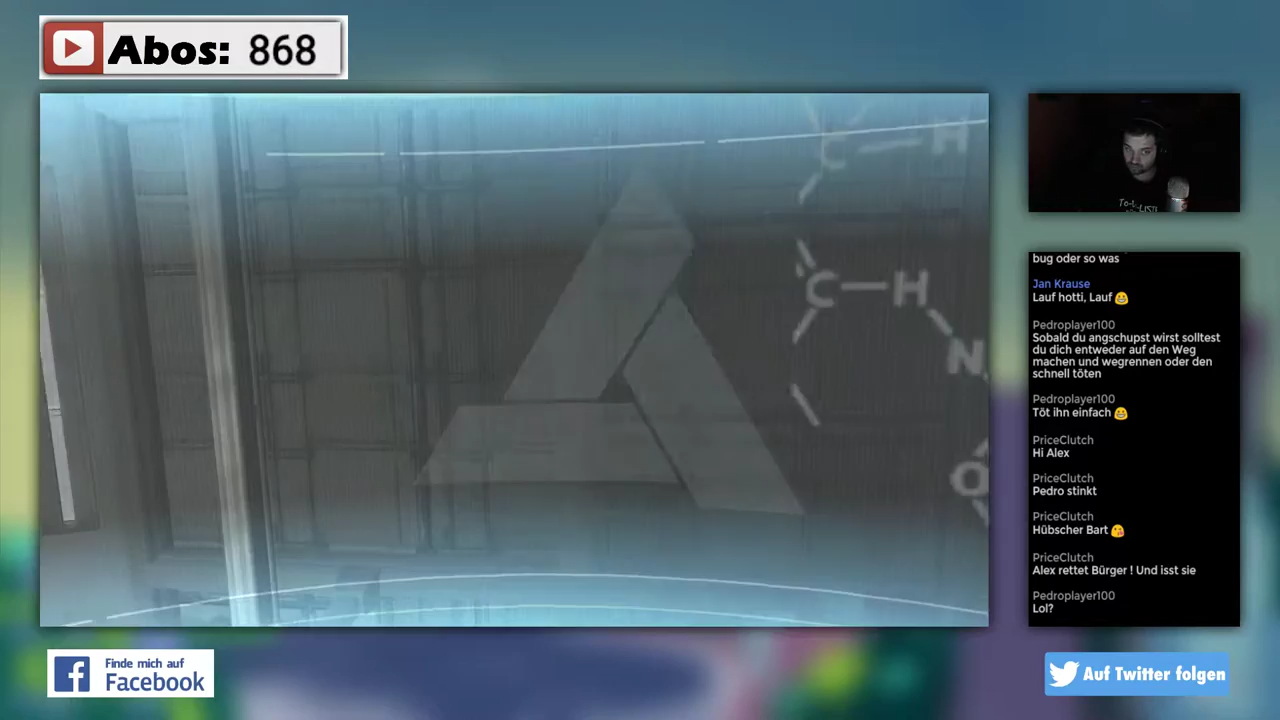 Abos: 868
C H
C H
N
O
To-
bug oder so was
Jan Krause
Lauf hotti, Lauf 😁
Pedroplayer100
Sobald du angschupst wirst solltest
du dich entweder auf den Weg
machen und wegrennen oder den
schnell töten
Pedroplayer100
Töt ihn einfach 😁
PriceClutch
Hi Alex
PriceClutch
Pedro stinkt
PriceClutch
Hübscher Bart 😘
PriceClutch
Alex rettet Bürger ! Und isst sie
Pedroplayer100
Lol?
Finde mich auf
Facebook
Auf Twitter folgen